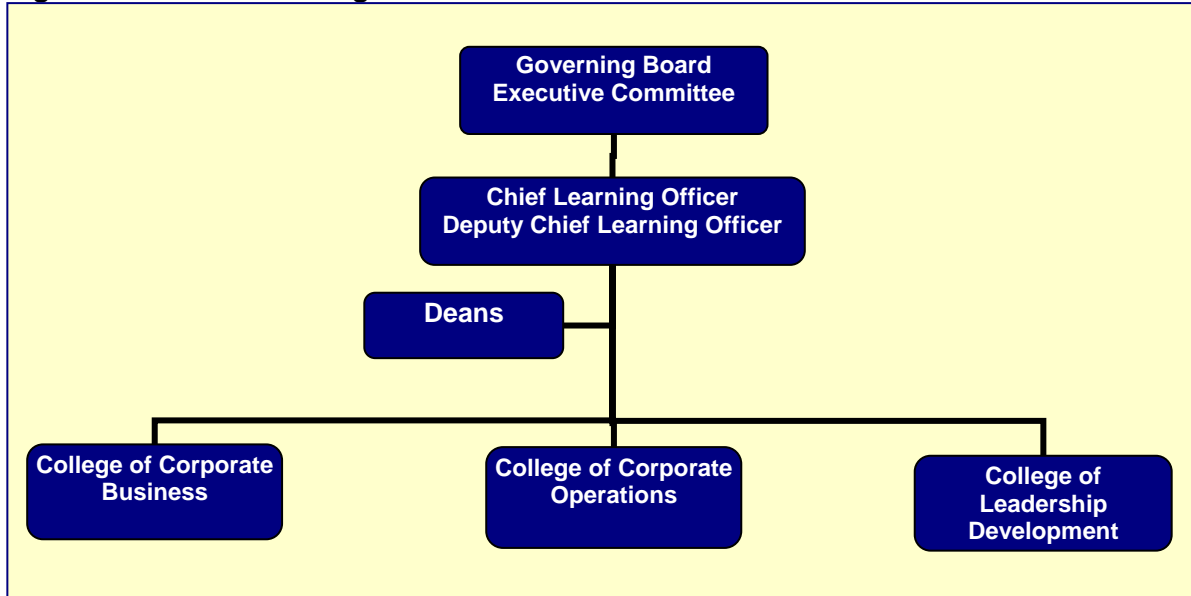 Governing Board
Executive Committee
Chief Learning Officer
Deputy Chief Learning Officer
Deans
College of Corporate
Business
College of Corporate
Operations
College of
Leadership
Development